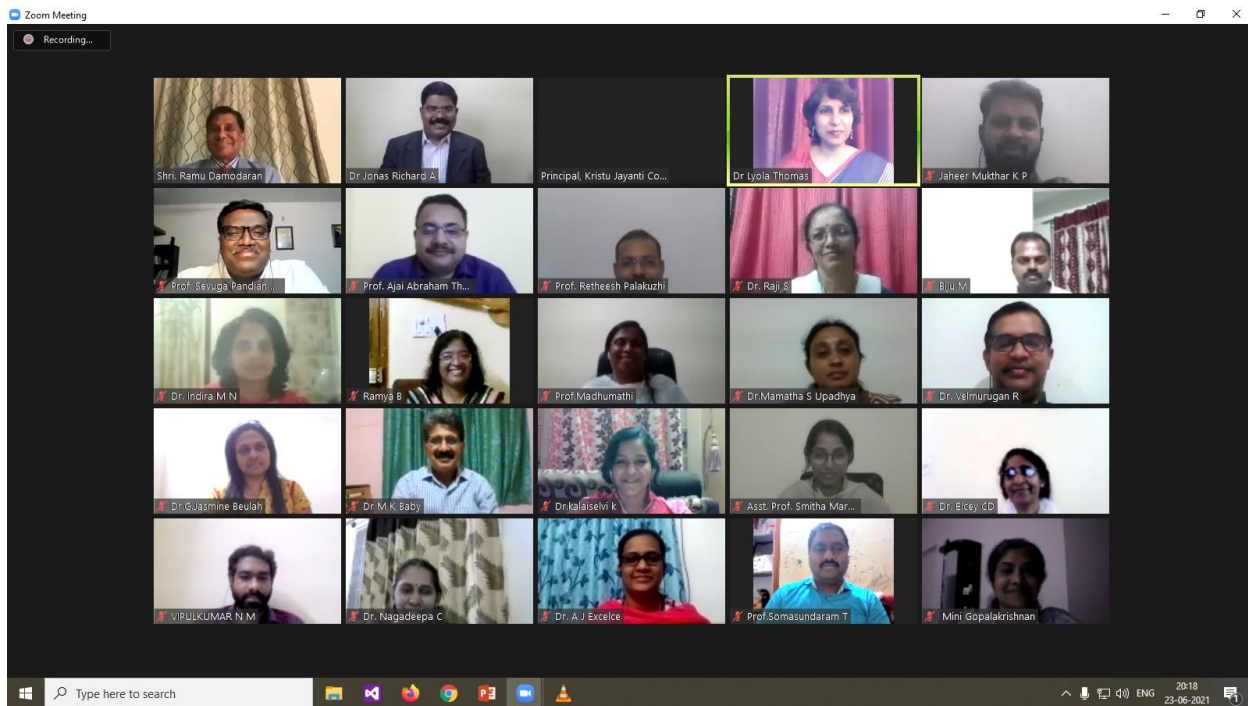 Zoom Meeting
Recording...
Shri. Ramu Damodaran
Dr Jonas Richard A
Principal, Kristu Jayanti Co...
Dr Lyola Thomas
Jaheer Mukthar K P
Prof. Sevuga Pandian ...
Prof. Ajai Abraham Th...
Prof. Retheesh Palakuzhi
Dr. Raji S
Biju M
Dr. Indira M N
Ramya B
Prof.Madhumathi
Dr.Mamatha S Upadhya
Dr. Velmurugan R
Dr.G.Jasmine Beulah
Dr M K Baby
Dr.kalaiselvi k
Asst. Prof. Smitha Mar...
Dr. Elcey CD
VIPULKUMAR N M
Dr. Nagadeepa C
Dr. A J Excelce
Prof.Somasundaram T
Mini Gopalakrishnan
Type here to search
ENG
20:18
23-06-2021
1